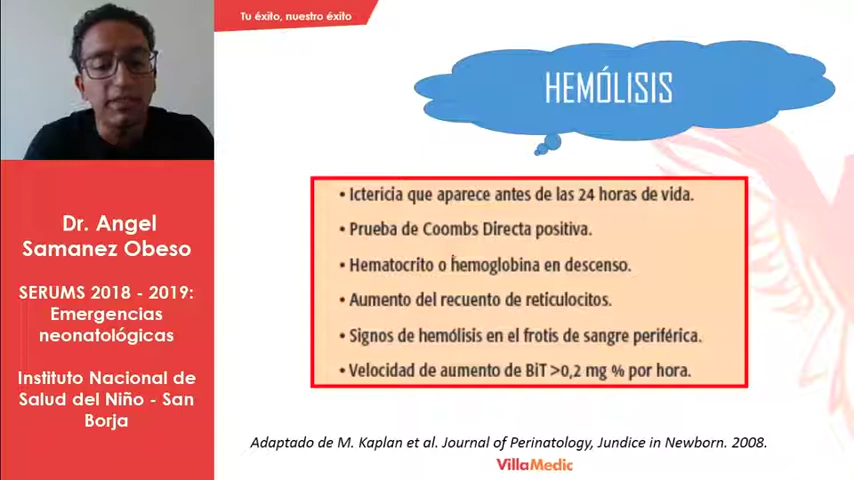 Tu éxito, nuestro éxito
HEMÓLISIS
Dr. Angel
Samanez Obeso
SERUMS 2018 - 2019:
Emergencias
neonatológicas
Instituto Nacional de
Salud del Niño - San
Borja
• Ictericia que aparece antes de las 24 horas de vida.
• Prueba de Coombs Directa positiva.
• Hematocrito o hemoglobina en descenso.
• Aumento del recuento de reticulocitos.
• Signos de hemólisis en el frotis de sangre periférica.
• Velocidad de aumento de BiT >0,2 mg % por hora.
Adaptado de M. Kaplan et al. Journal of Perinatology, Jundice in Newborn. 2008.
VillaMedic